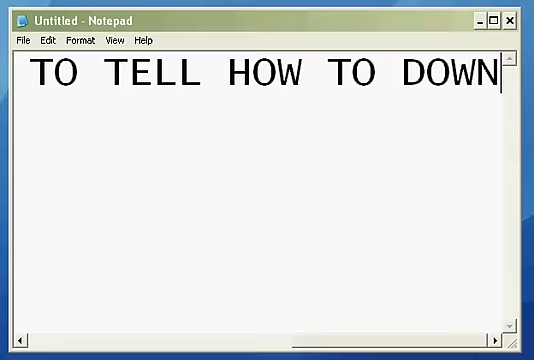 Untitled - Notepad
File Edit Format View Help
TO TELL HOW TO DOWN